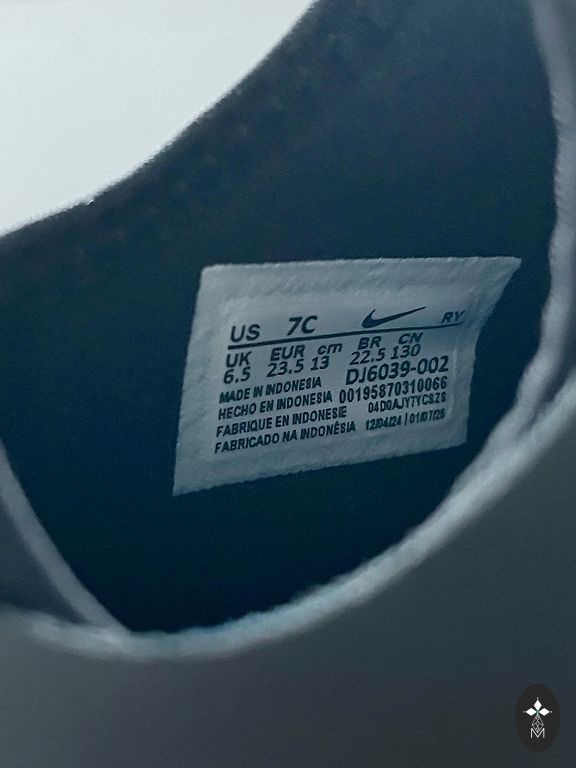 US 7C RY
UK EUR cm BR CN
6.5 23.5 13 22.5 130
MADE IN INDONESIA DJ6039-002
HECHO EN INDONESIA 00195870310066
FABRIQUE EN INDONESIE 04D0AJY7YCSZS
FABRICADO NA INDONÉSIA 12/04/24 | 01/07/25
M